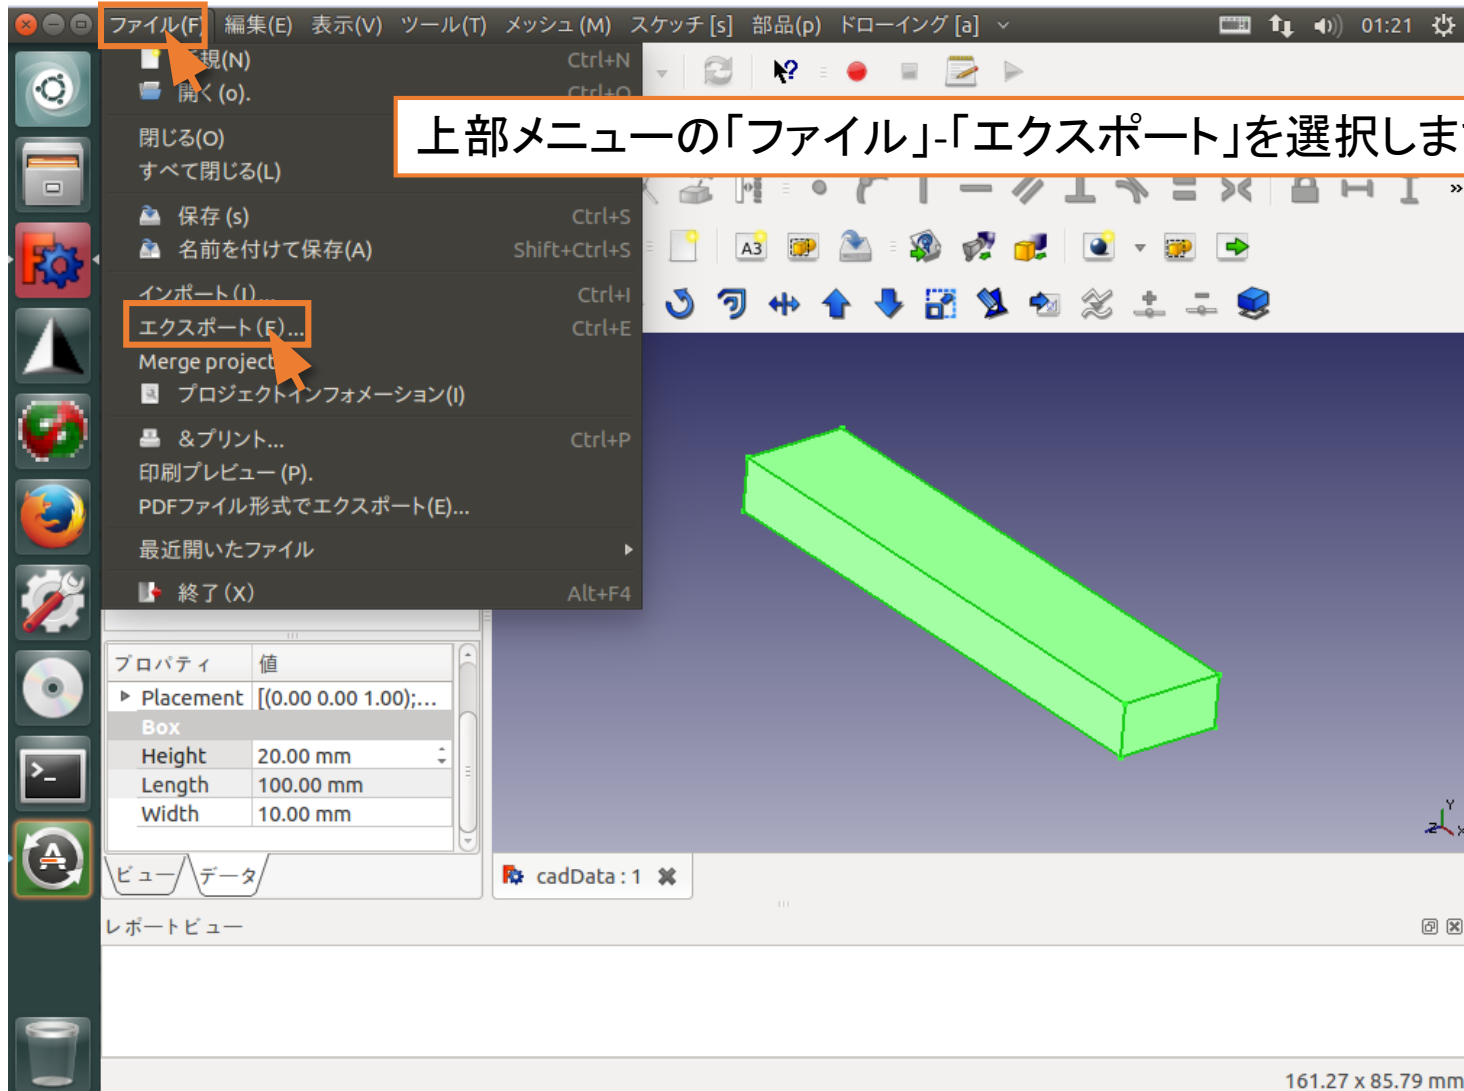 ファイル(F) 編集(E) 表示(V) ツール(T) メッシュ (M) スケッチ [s] 部品(p) ドローイング [a] 01:21
規(N) Ctrl+N
開く(o). Ctrl+O
上部メニューの「ファイル」-「エクスポート」を選択しま
閉じる(O)
すべて閉じる(L)
保存 (s) Ctrl+S
名前を付けて保存(A) Shift+Ctrl+S
A3
インポート(I)... Ctrl+I
エクスポート(E)... Ctrl+E
Merge project
プロジェクトインフォメーション(I)
&プリント... Ctrl+P
印刷プレビュー (P).
PDFファイル形式でエクスポート(E)...
最近開いたファイル
終了(X) Alt+F4
プロパティ 値
Placement [(0.00 0.00 1.00);...
Box
Height 20.00 mm
Length 100.00 mm
Width 10.00 mm
Y
Z X
ビュー データ
cadData : 1
レポートビュー
161.27 x 85.79 mm